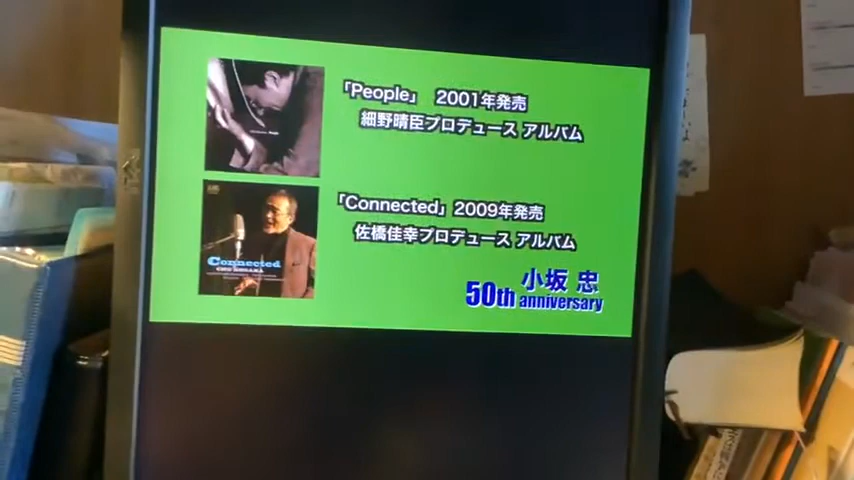 「People」 2001年発売
細野晴臣プロデュース アルバム
Connected
CHU KOSAKA
「Connected」 2009年発売
佐橋佳幸プロデュース アルバム
小坂 忠
50th anniversary